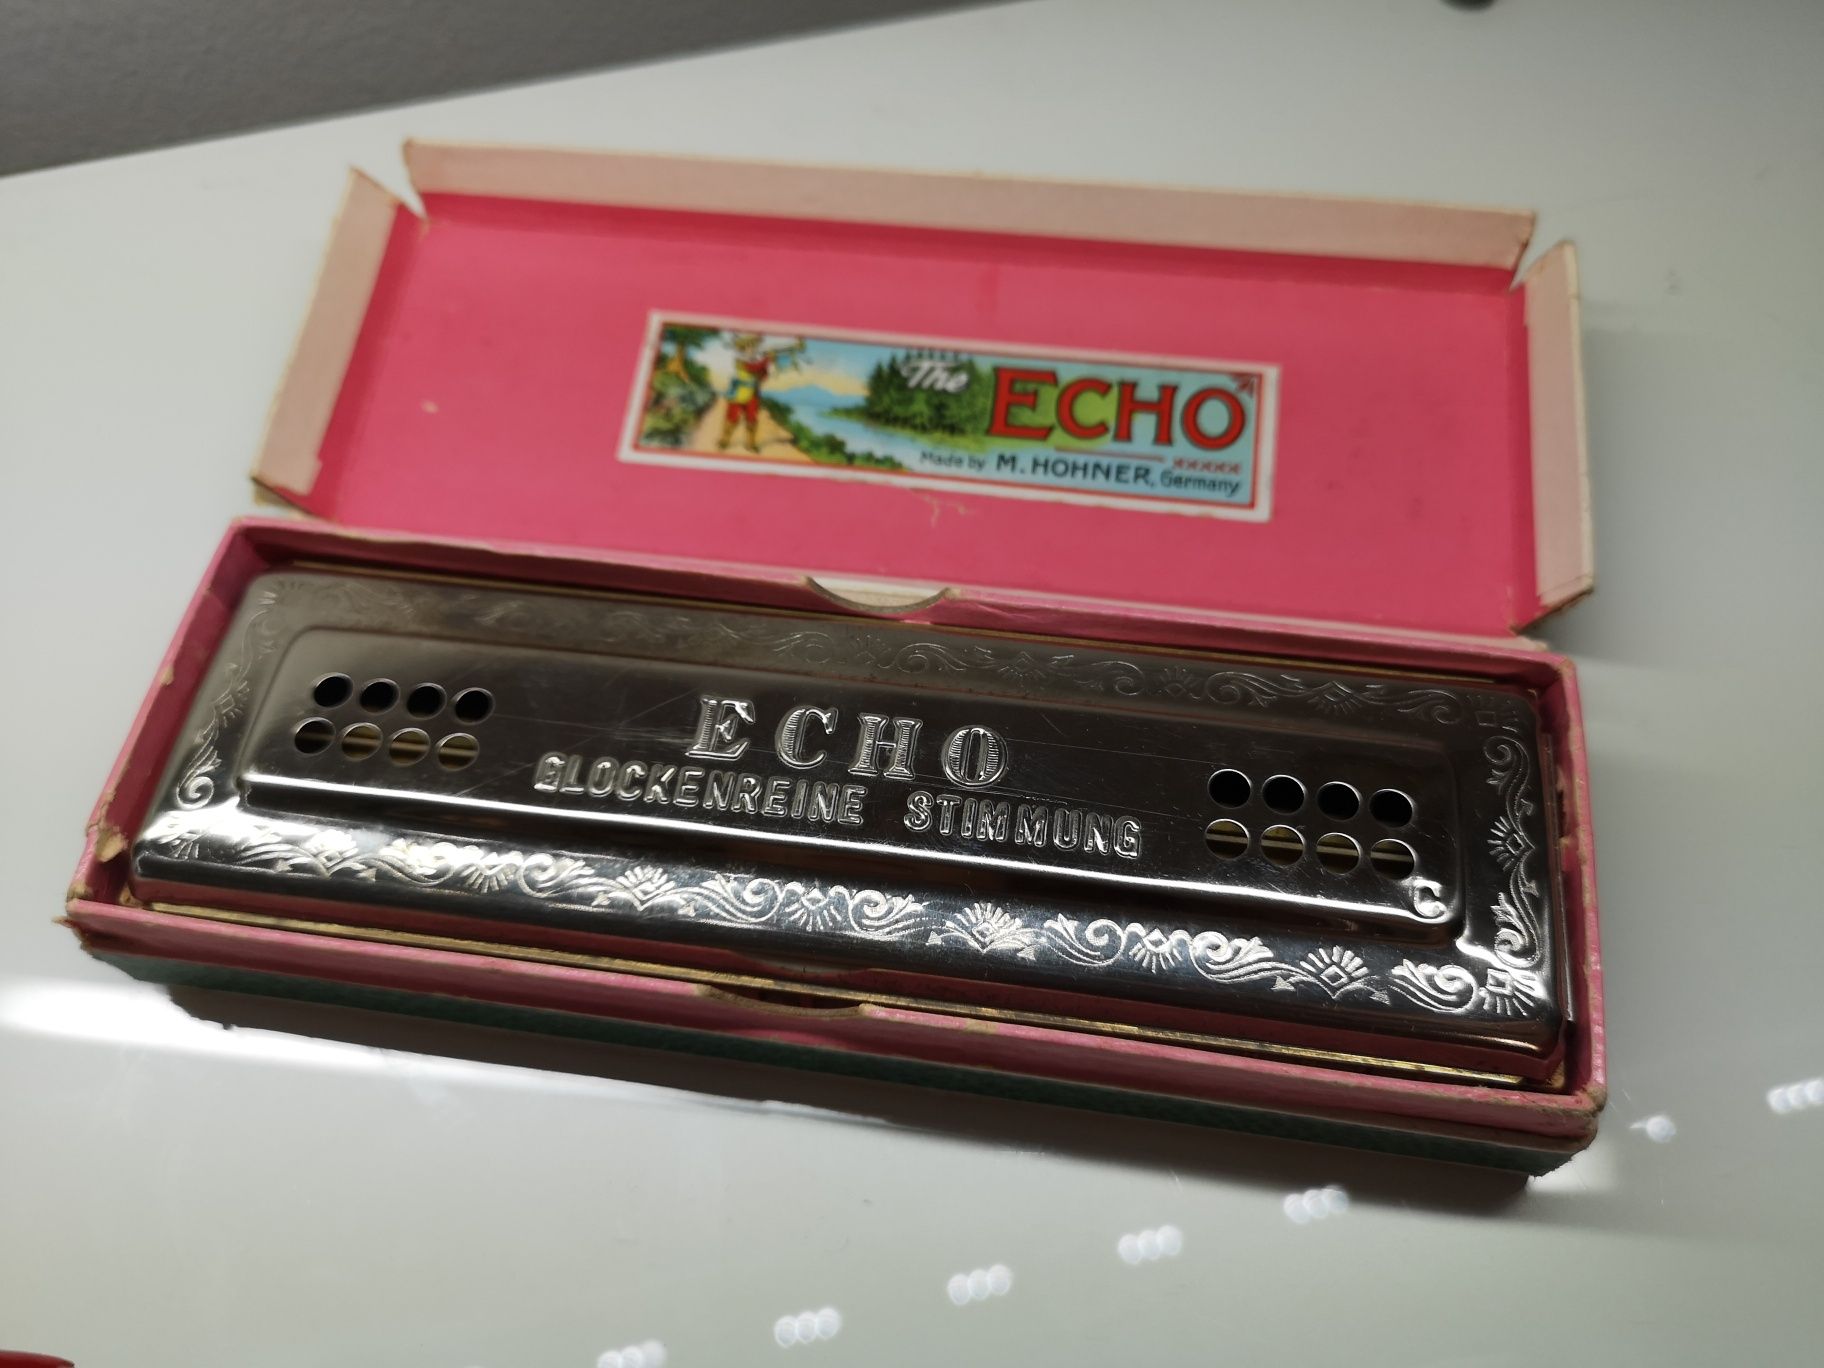 The ECHO
Made by M. HOHNER, Germany
ECHO
GLOCKENREINE STIMMUNG
C